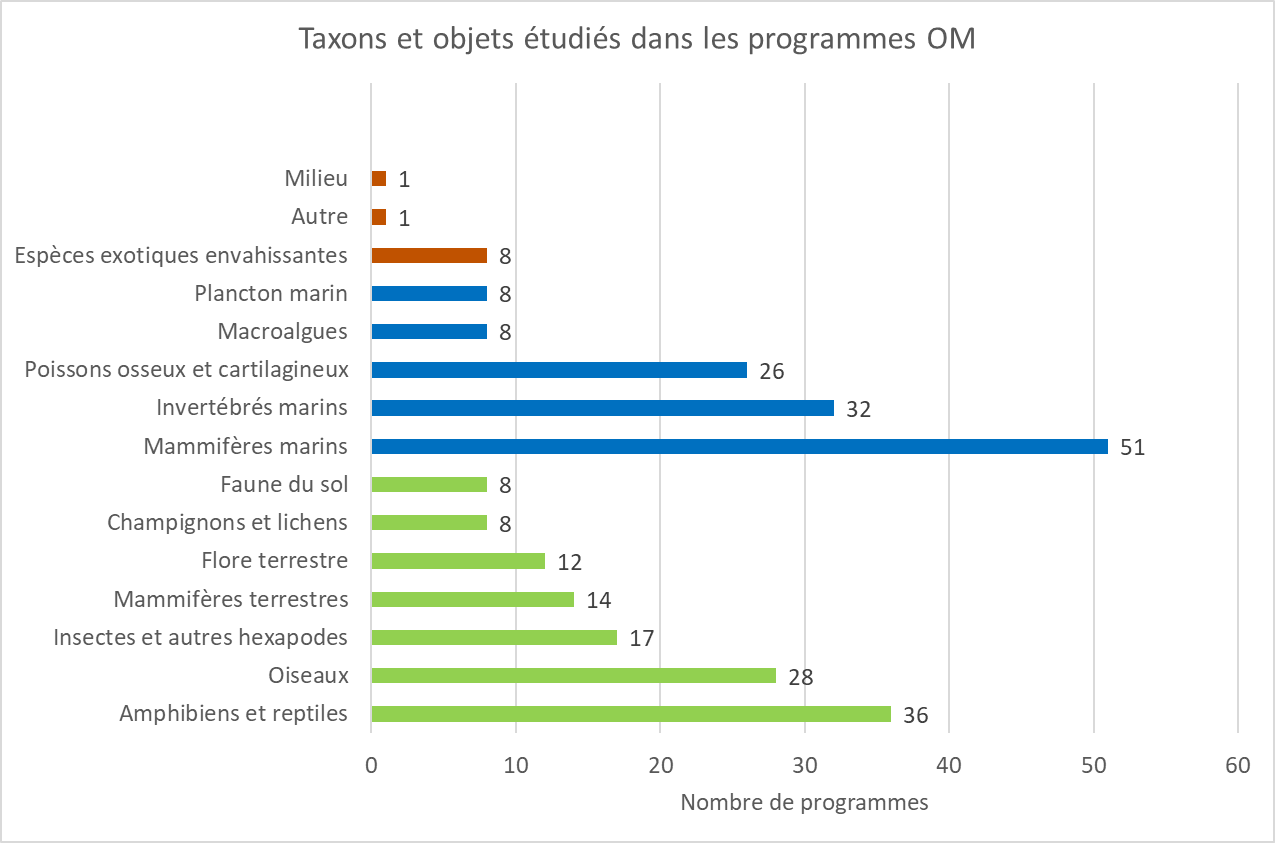 Taxons et objets étudiés dans les programmes OM
Milieu 1
Autre 1
Espèces exotiques envahissantes 8
Plancton marin 8
Macroalgues 8
Poissons osseux et cartilagineux 26
Invertébrés marins 32
Mammifères marins 51
Faune du sol 8
Champignons et lichens 8
Flore terrestre 12
Mammifères terrestres 14
Insectes et autres hexapodes 17
Oiseaux 28
Amphibiens et reptiles 36
0 10 20 30 40 50 60
Nombre de programmes